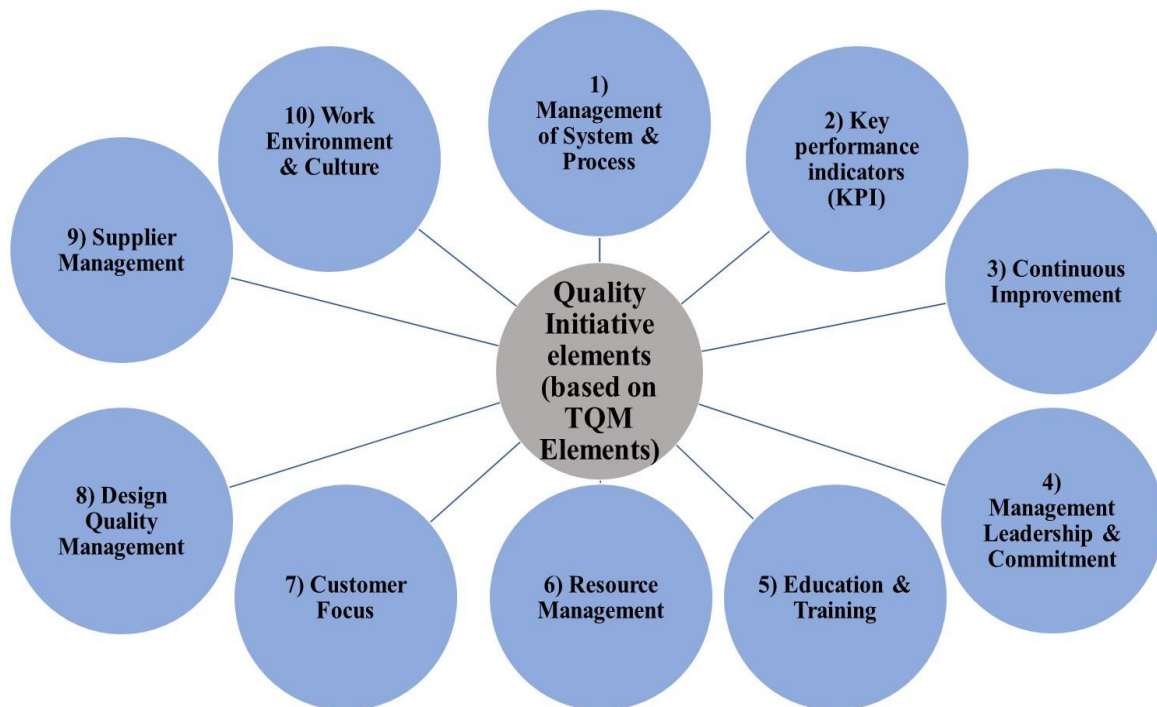 1)
Management
of System &
Process
2) Key
performance
indicators
(KPI)
3) Continuous
Improvement
4)
Management
Leadership &
Commitment
5) Education &
Training
6) Resource
Management
7) Customer
Focus
8) Design
Quality
Management
9) Supplier
Management
10) Work
Environment
& Culture
Quality
Initiative
elements
(based on
TQM
Elements)